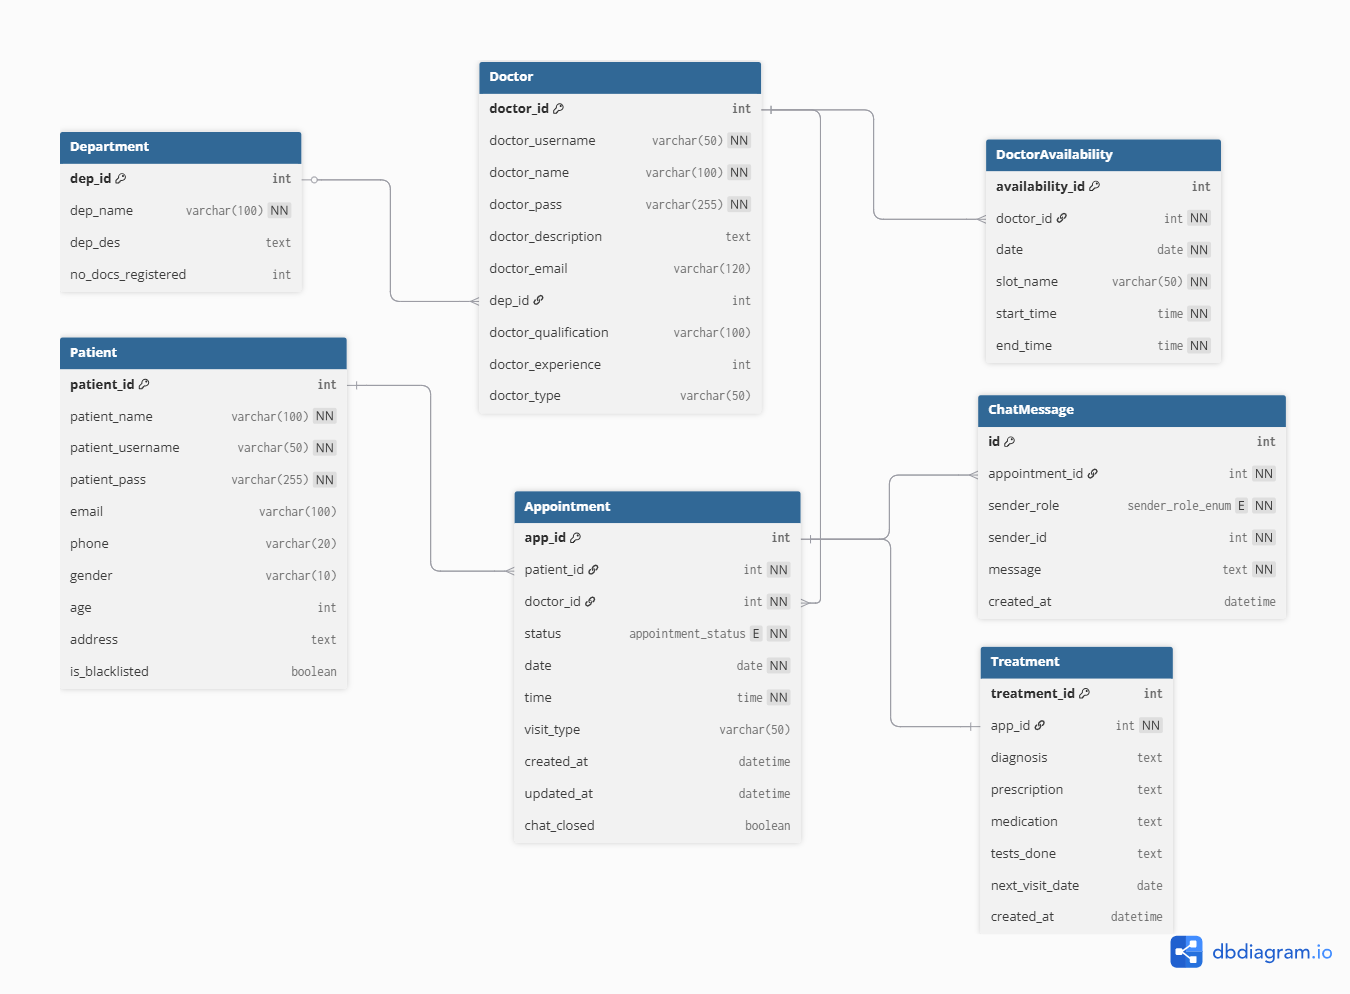 Department
dep_id int
dep_name varchar(100) NN
dep_des text
no_docs_registered int
Patient
patient_id int
patient_name varchar(100) NN
patient_username varchar(50) NN
patient_pass varchar(255) NN
email varchar(100)
phone varchar(20)
gender varchar(10)
age int
address text
is_blacklisted boolean
Doctor
doctor_id int
doctor_username varchar(50) NN
doctor_name varchar(100) NN
doctor_pass varchar(255) NN
doctor_description text
doctor_email varchar(120)
dep_id int
doctor_qualification varchar(100)
doctor_experience int
doctor_type varchar(50)
Appointment
app_id int
patient_id int NN
doctor_id int NN
status appointment_status E NN
date date NN
time time NN
visit_type varchar(50)
created_at datetime
updated_at datetime
chat_closed boolean
DoctorAvailability
availability_id int
doctor_id int NN
date date NN
slot_name varchar(50) NN
start_time time NN
end_time time NN
ChatMessage
id int
appointment_id int NN
sender_role sender_role_enum E NN
sender_id int NN
message text NN
created_at datetime
Treatment
treatment_id int
app_id int NN
diagnosis text
prescription text
medication text
tests_done text
next_visit_date date
created_at datetime
dbdiagram.io